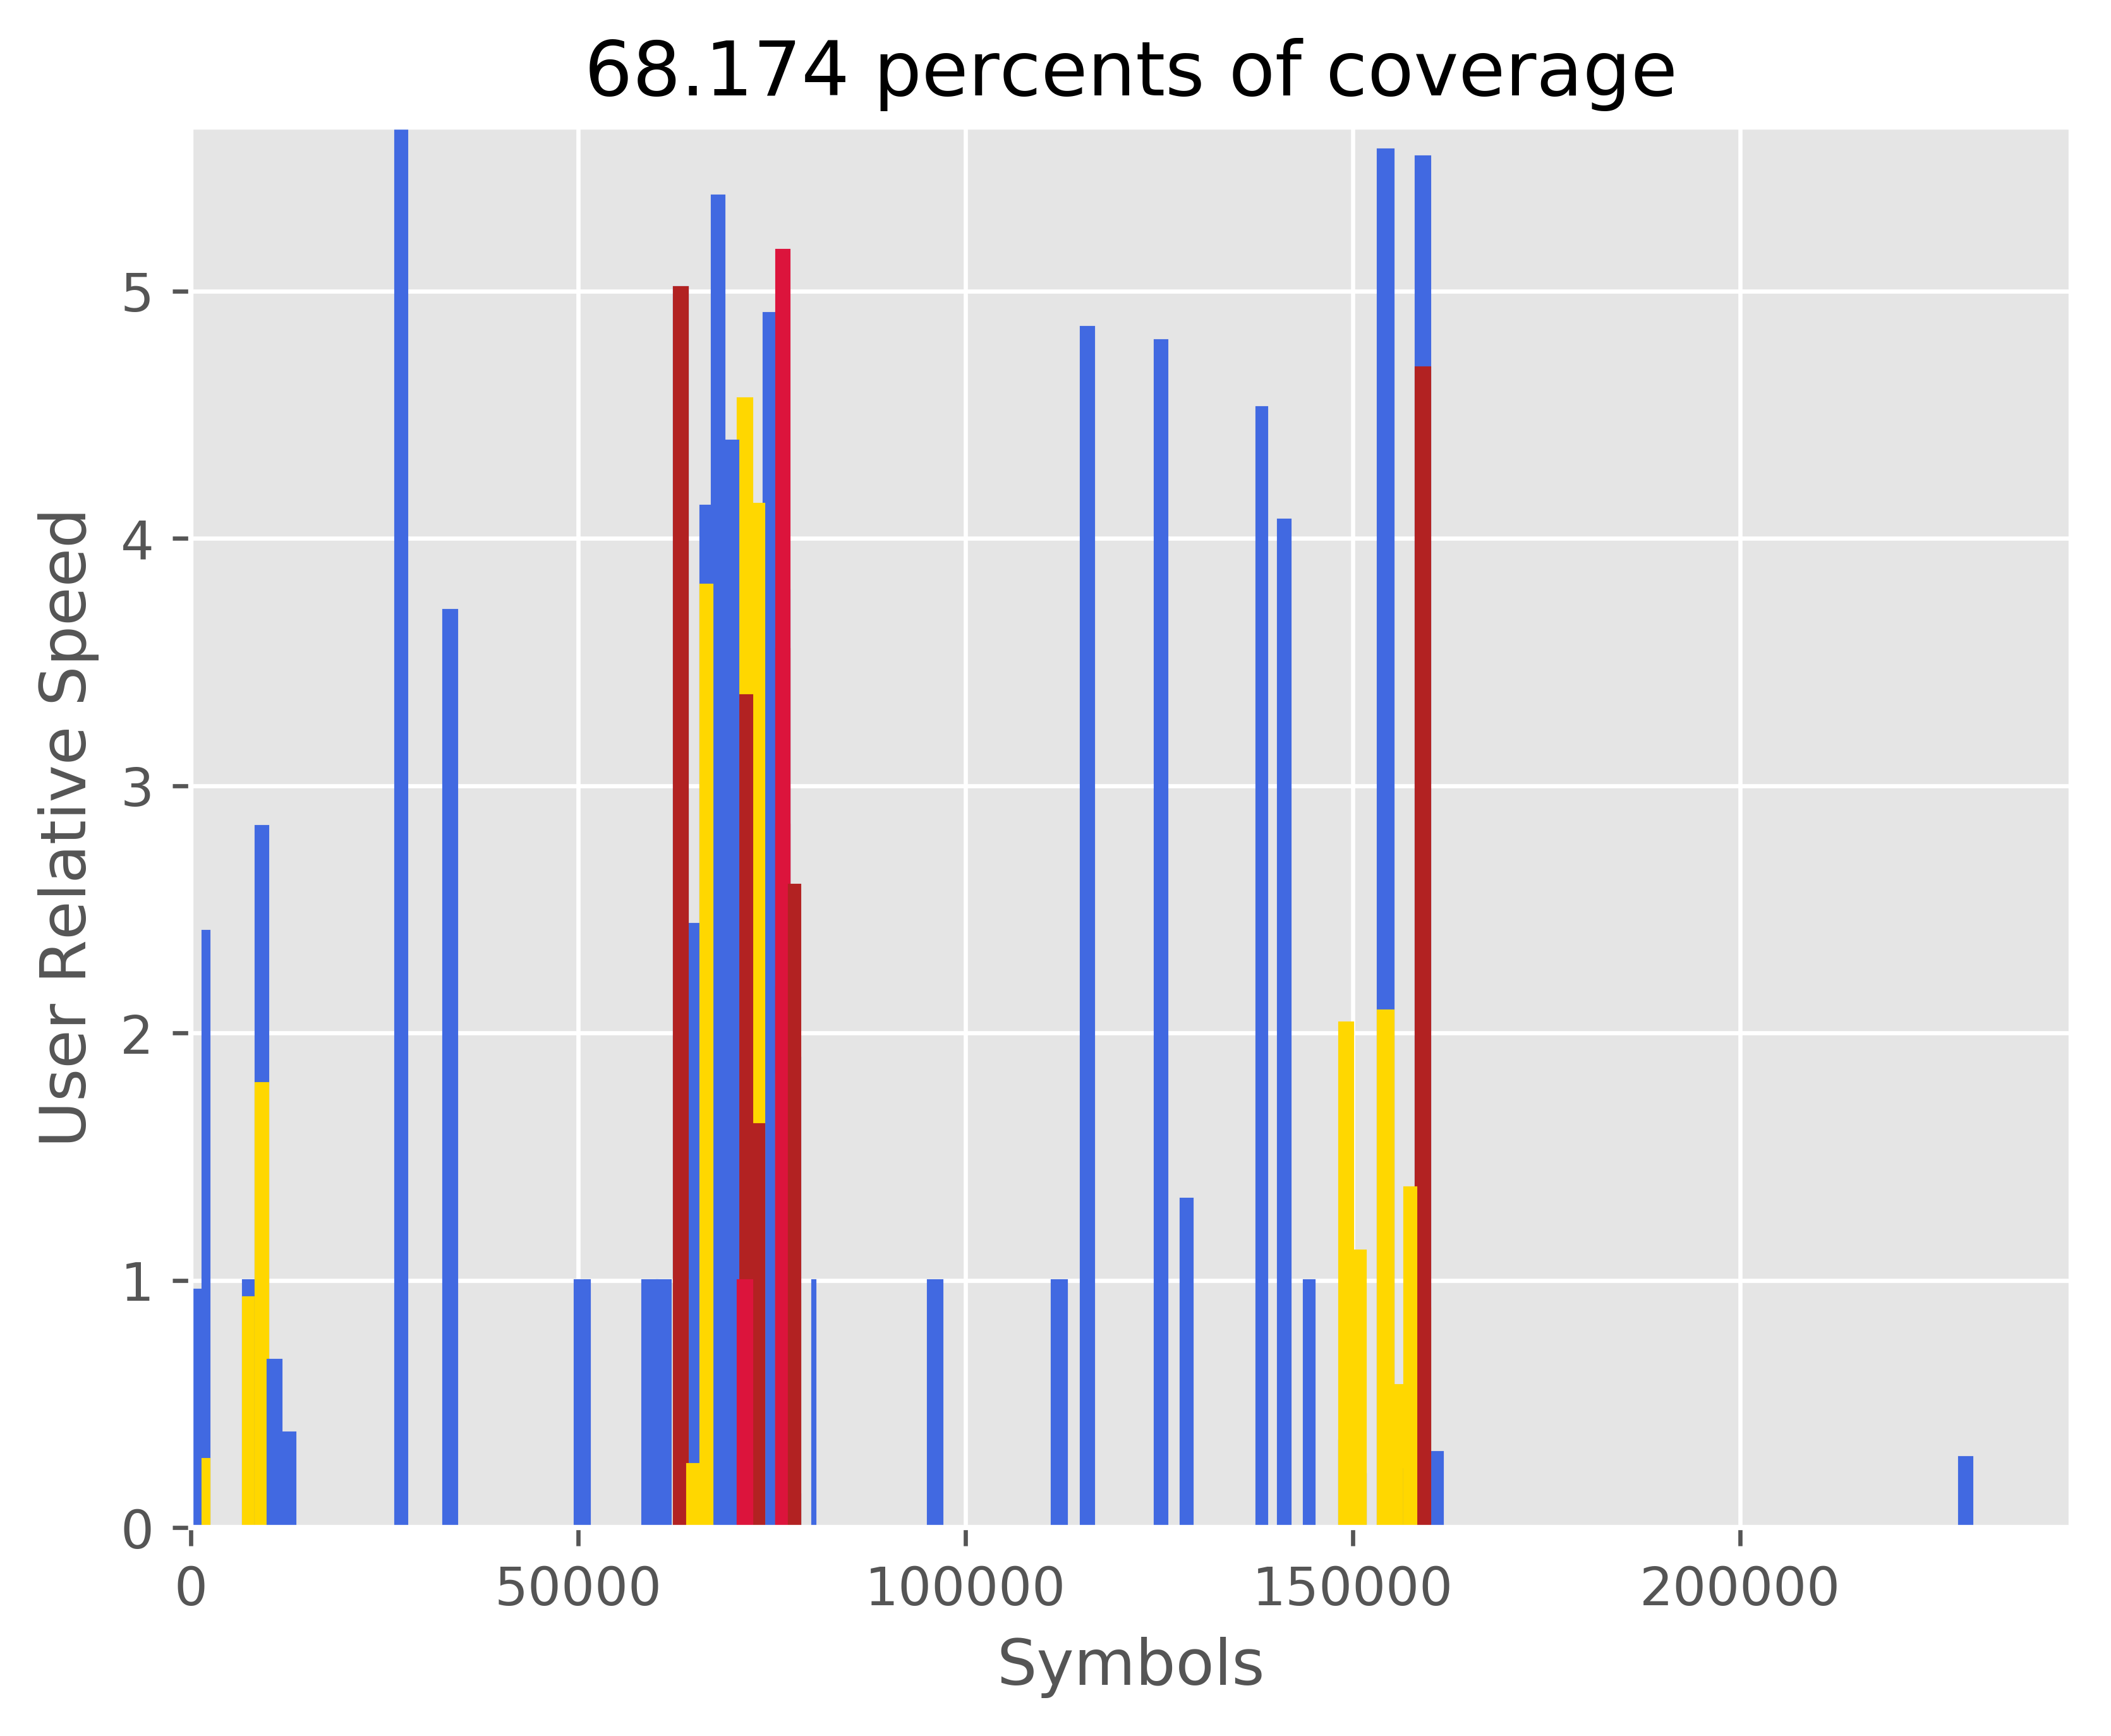 68.174 percents of coverage
User Relative Speed
5
4
3
2
1
0
0 50000 100000 150000 200000
Symbols